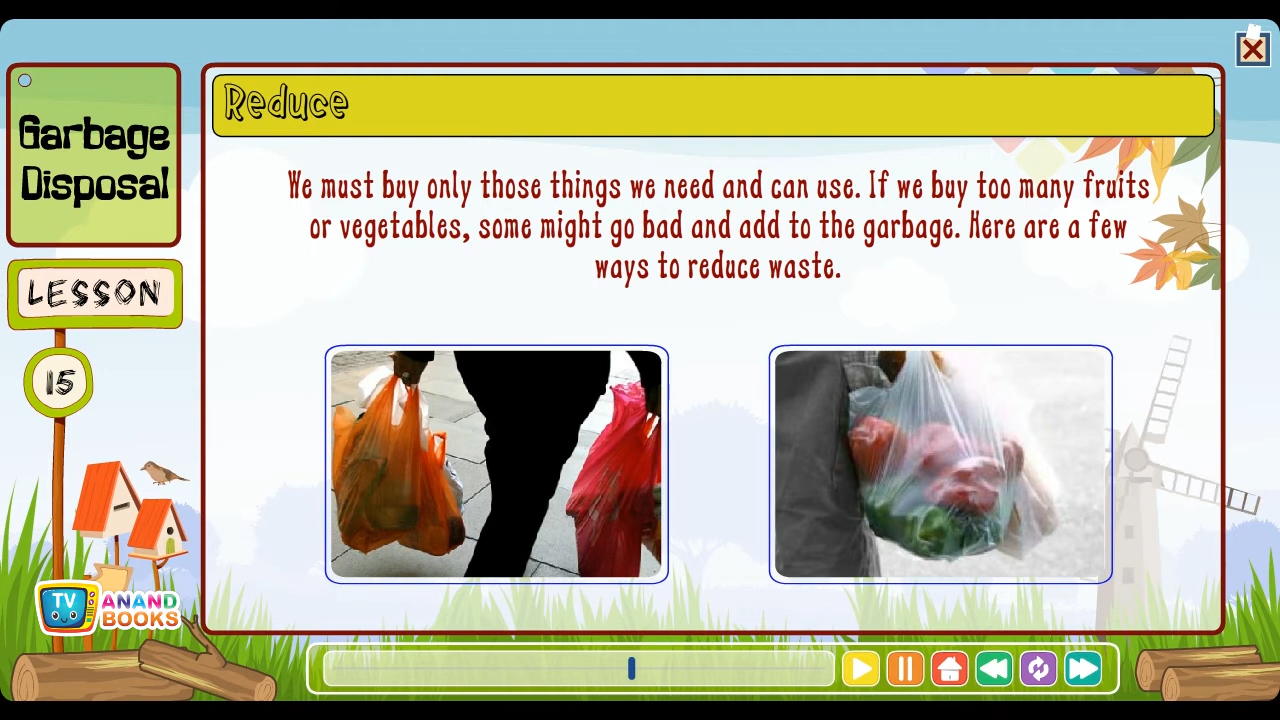 Garbage
Disposal
LESSON
15
Reduce
We must buy only those things we need and can use. If we buy too many fruits
or vegetables, some might go bad and add to the garbage. Here are a few
ways to reduce waste.
TV
ANAND
BOOKS